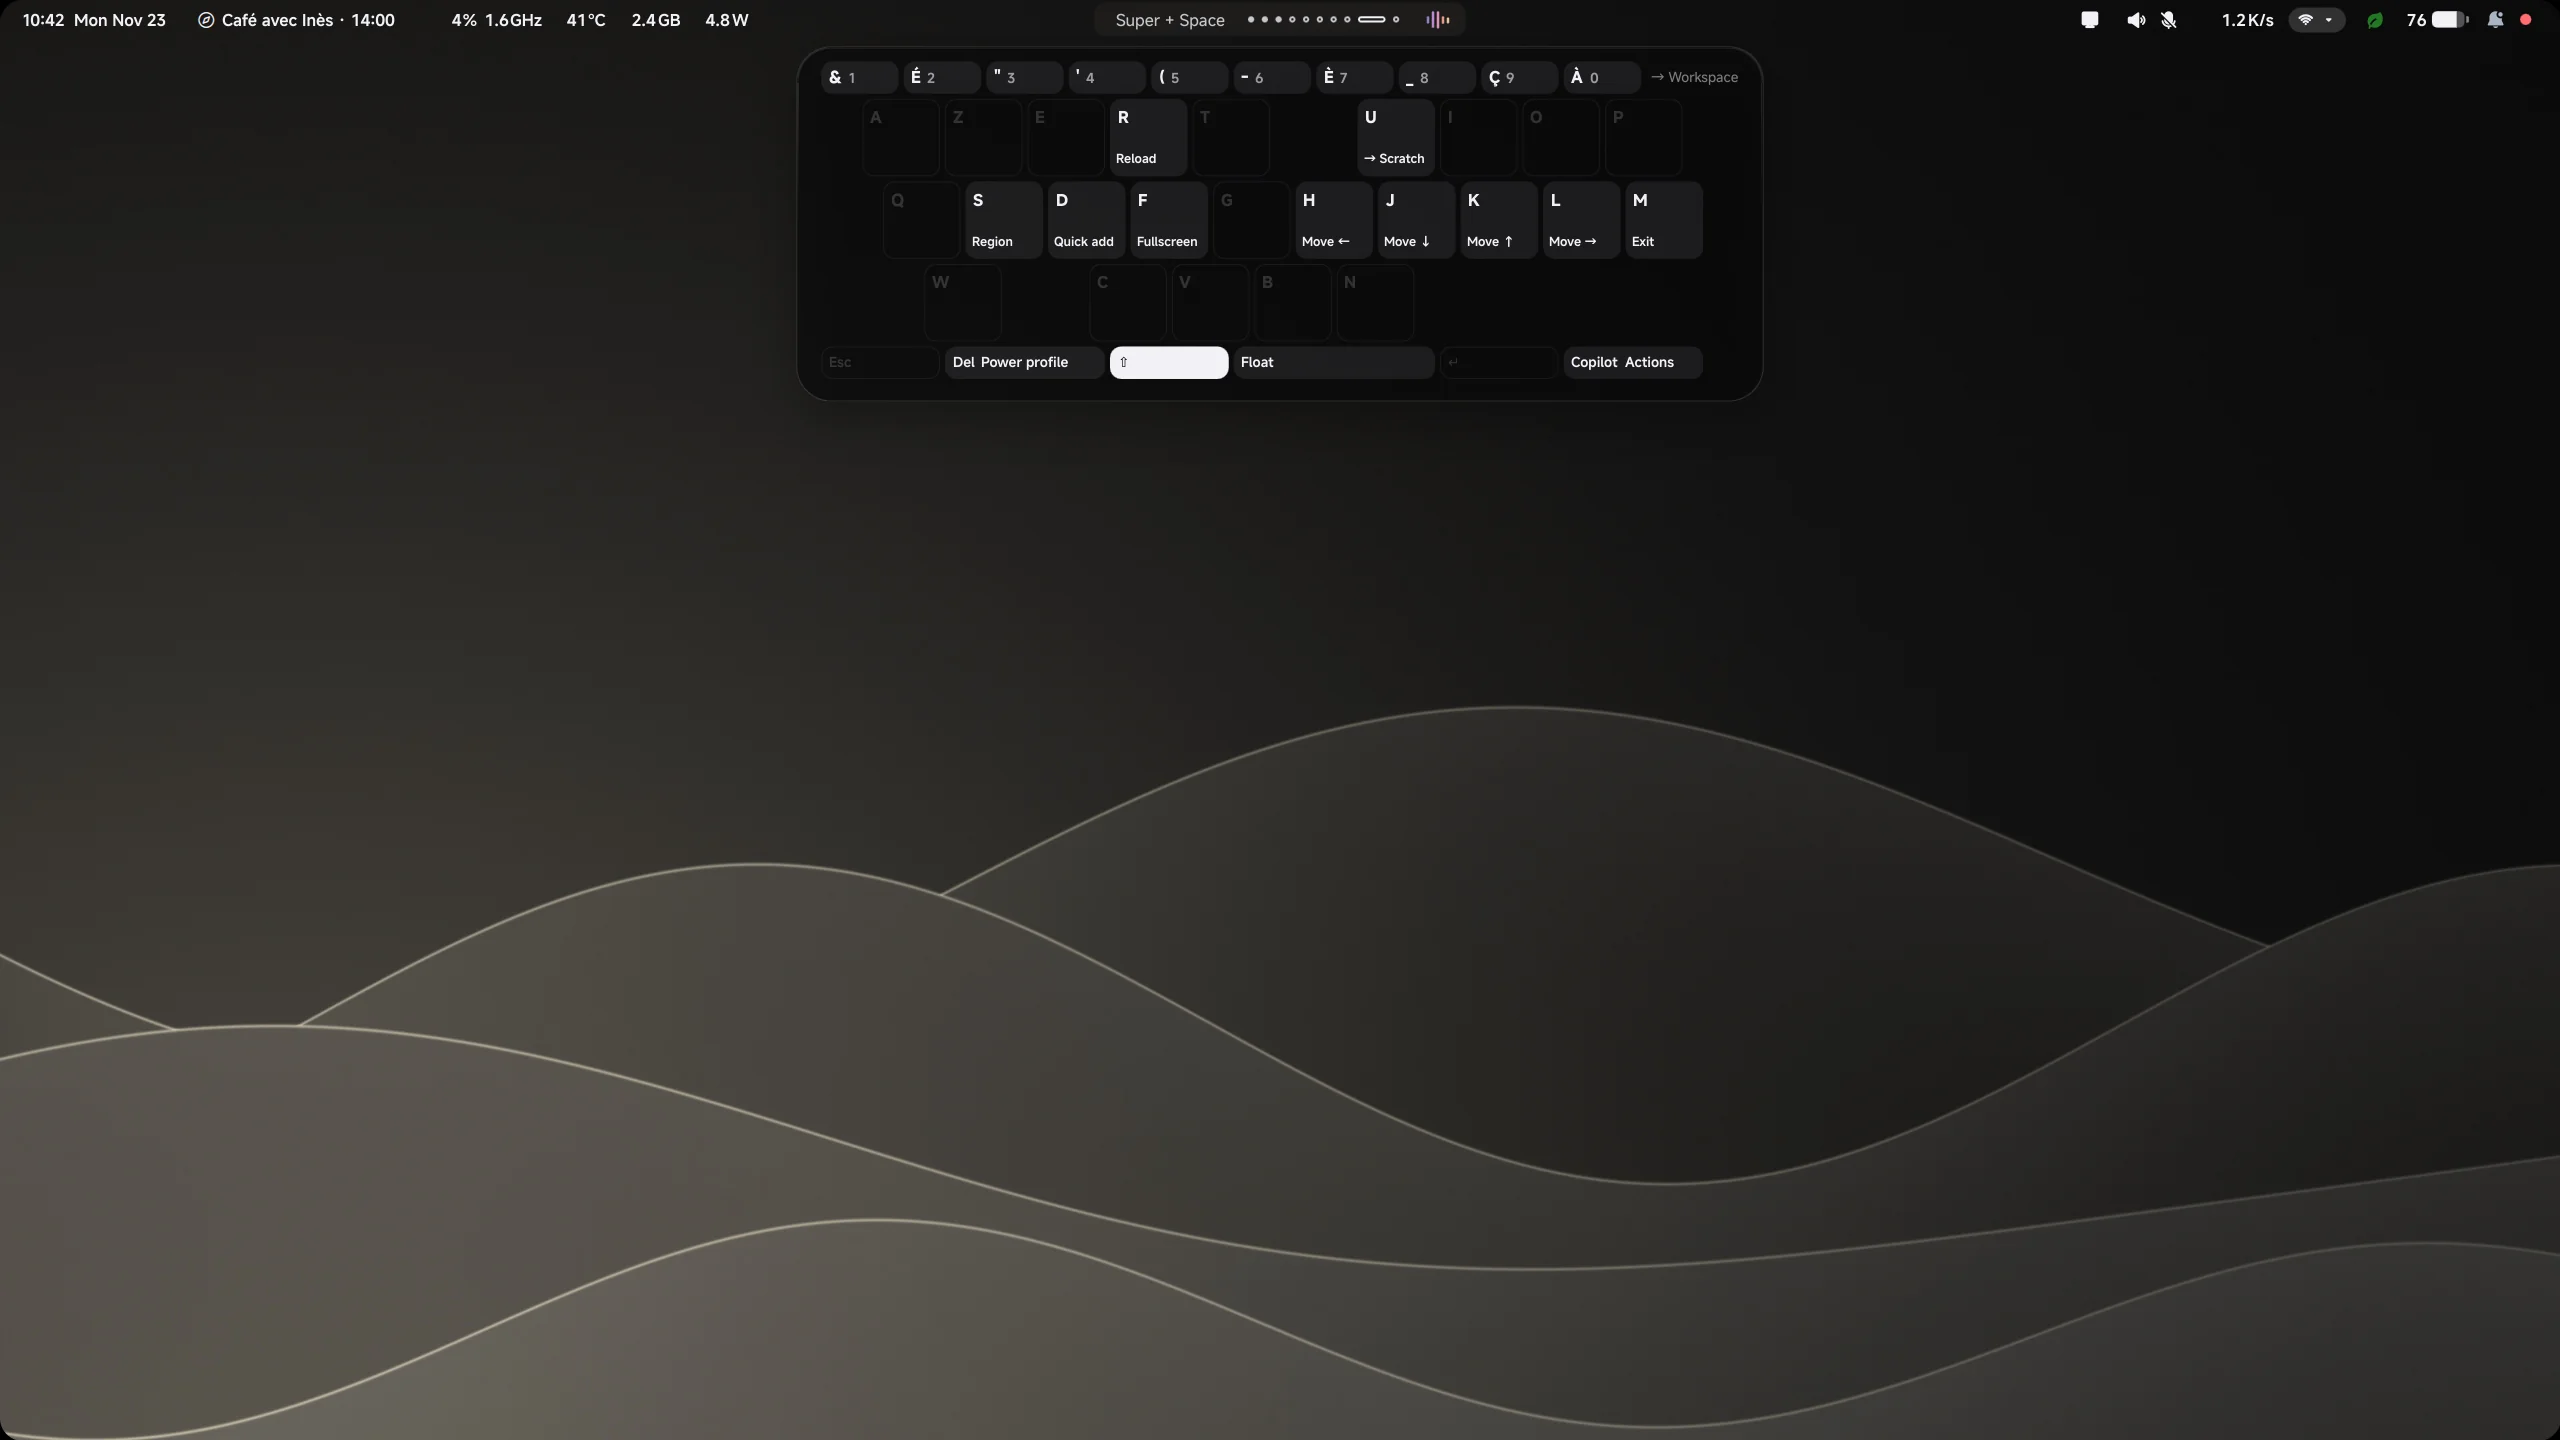 10:42 Mon Nov 23 Café avec Inès · 14:00 4% 1.6GHz 41°C 2.4GB 4.8W Super + Space 1.2K/s 76
& 1 É 2 " 3 ' 4 ( 5 - 6 È 7 _ 8 Ç 9 À 0 → Workspace
A Z E R T U I O P
Reload → Scratch
Q S D F G H J K L M
Region Quick add Fullscreen Move ← Move ↓ Move ↑ Move → Exit
W C V B N
Esc Del Power profile ⇧ Float ↵ Copilot Actions